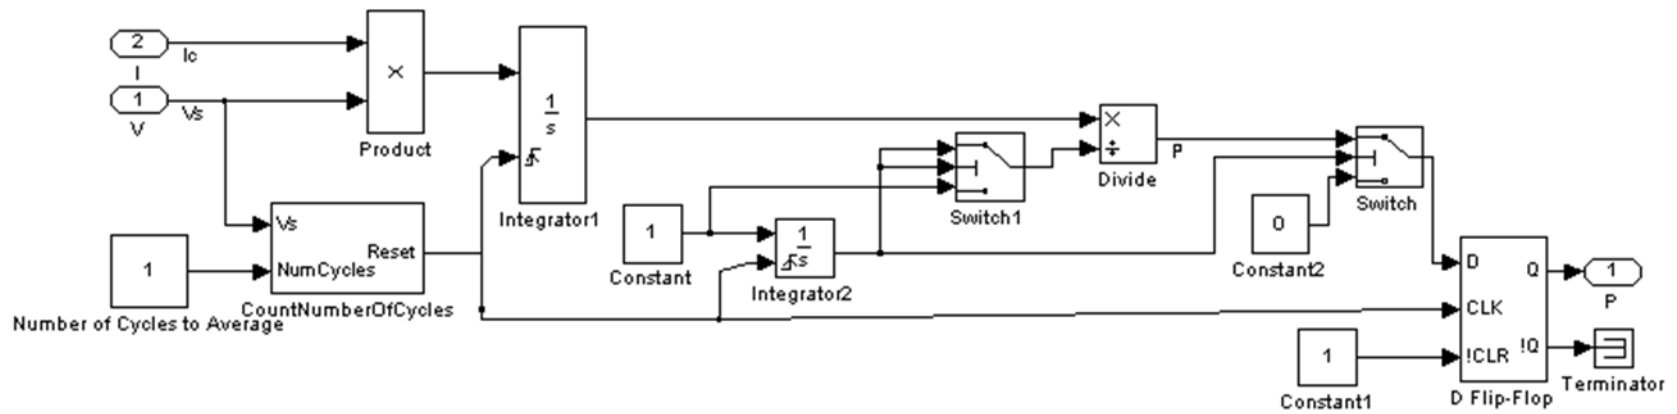 2
Ic
I
1
Vs
V
×
Product
1
s
Integrator1
Vs
NumCycles
Reset
CountNumberOfCycles
1
Number of Cycles to Average
1
Constant
1
s
Integrator2
Switch1
×
÷
Divide
P
0
Constant2
Switch
D
CLK
!CLR
Q
!Q
D Flip-Flop
1
P
1
Constant1
Terminator